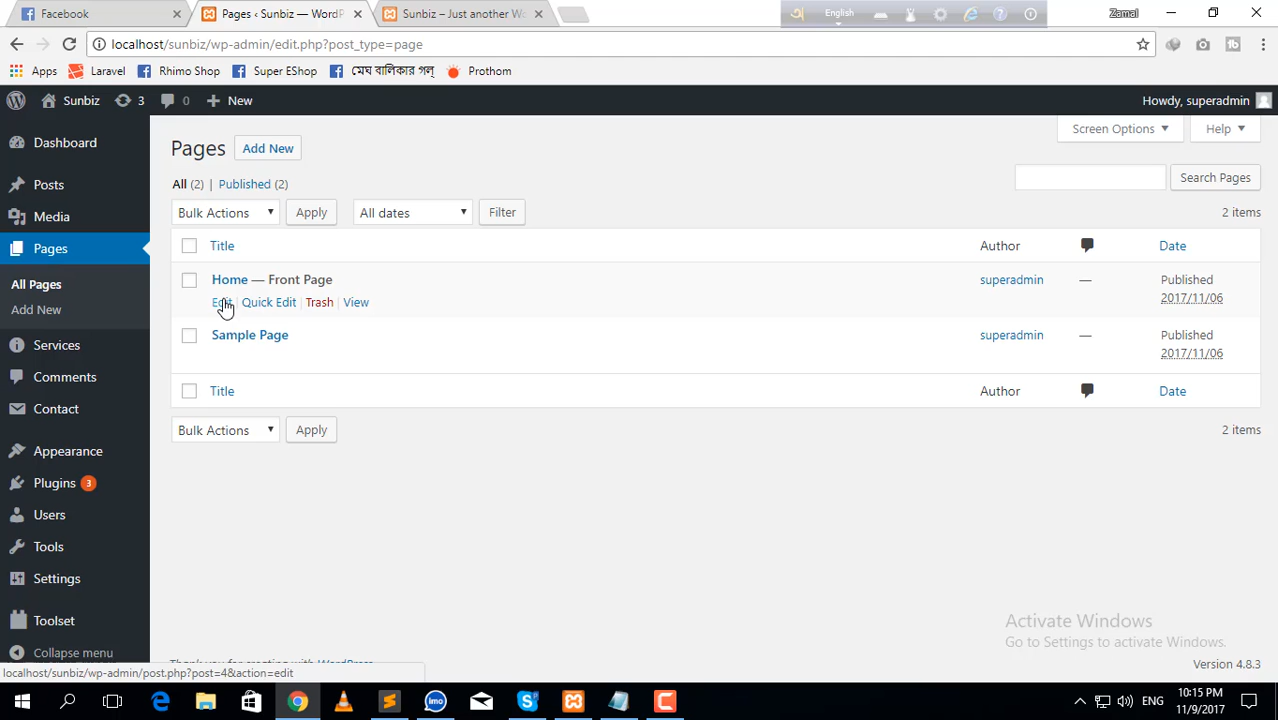 Facebook
Pages ‹ Sunbiz — WordP
Sunbiz – Just another Wo
English
Zamal
localhost/sunbiz/wp-admin/edit.php?post_type=page
Apps
Laravel
Rhimo Shop
Super EShop
মেঘ বালিকার গল্
Prothom
Sunbiz
3
0
New
Howdy, superadmin
Dashboard
Posts
Media
Pages
All Pages
Add New
Services
Comments
Contact
Appearance
Plugins 3
Users
Tools
Settings
Toolset
Collapse menu
Screen Options
Help
Pages
Add New
All (2) | Published (2)
Search Pages
Bulk Actions
Apply
All dates
Filter
2 items
Title
Author
Date
Home — Front Page
superadmin
—
Published
Edit | Quick Edit | Trash | View
2017/11/06
Sample Page
superadmin
—
Published
2017/11/06
Title
Author
Date
Bulk Actions
Apply
2 items
Activate Windows
Go to Settings to activate Windows.
Version 4.8.3
localhost/sunbiz/wp-admin/post.php?post=4&action=edit
imo
ENG
10:15 PM
11/9/2017